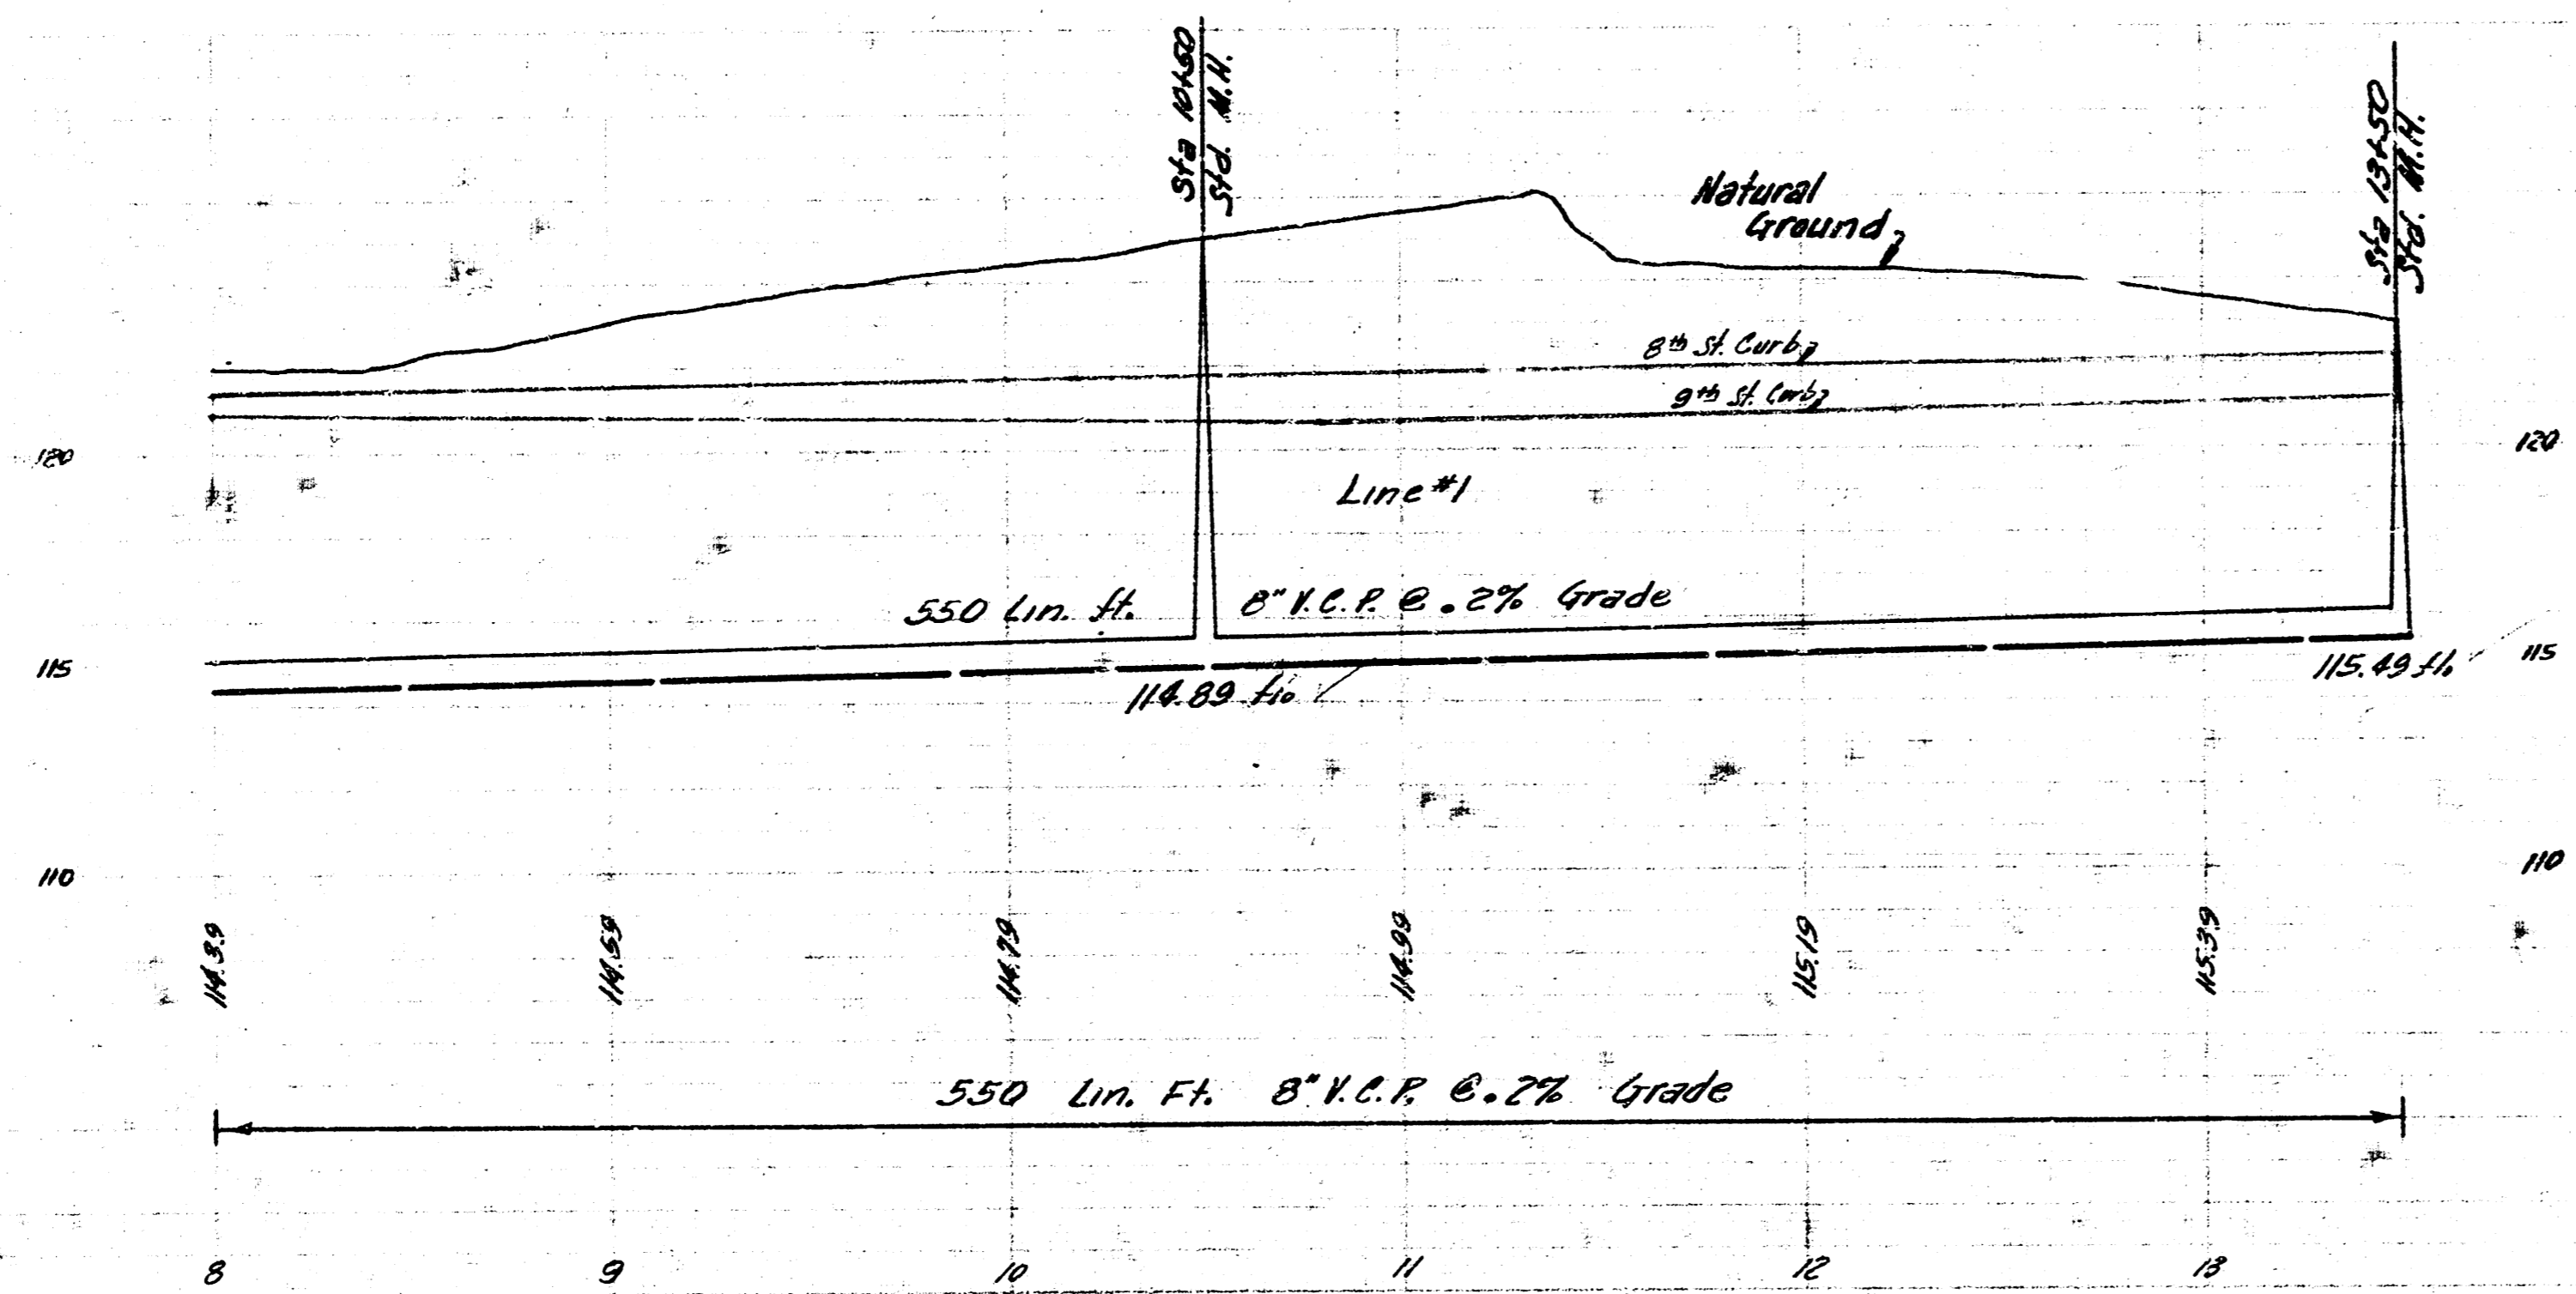 Sta 10+50
Std. M.H.
Sta 13+50
Std. M.H.
Natural
Ground
8th St. Curb
9th St. Curb
120
120
Line #1
550 Lin. ft. 8" V.C.P. @ .2% Grade
115
115
114.89 fl.
115.49 fl.
110
110
114.39
114.59
114.79
114.99
115.19
115.39
550 Lin. Ft. 8" V.C.P. @ .2% Grade
8 9 10 11 12 13